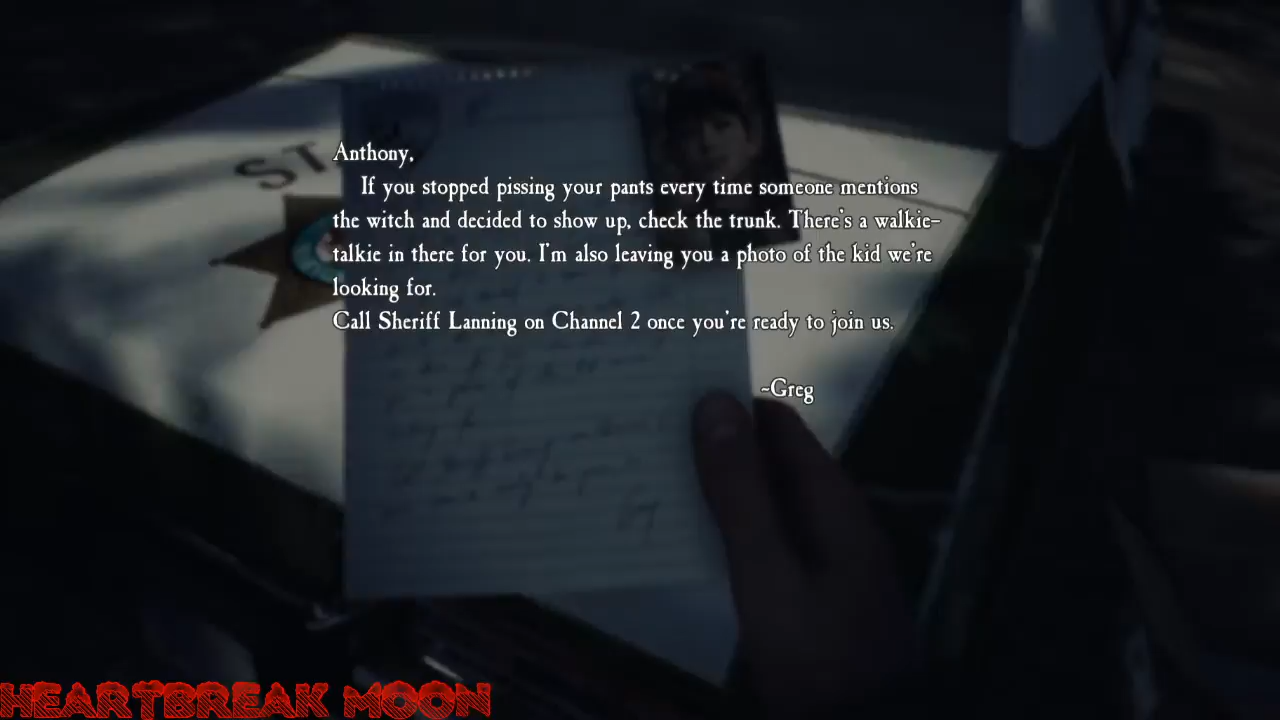 STA
Anthony,
If you stopped pissing your pants every time someone mentions
the witch and decided to show up, check the trunk. There's a walkie-
talkie in there for you. I'm also leaving you a photo of the kid we're
looking for.
Call Sheriff Lanning on Channel 2 once you're ready to join us.
~Greg
HEARTBREAK MOON